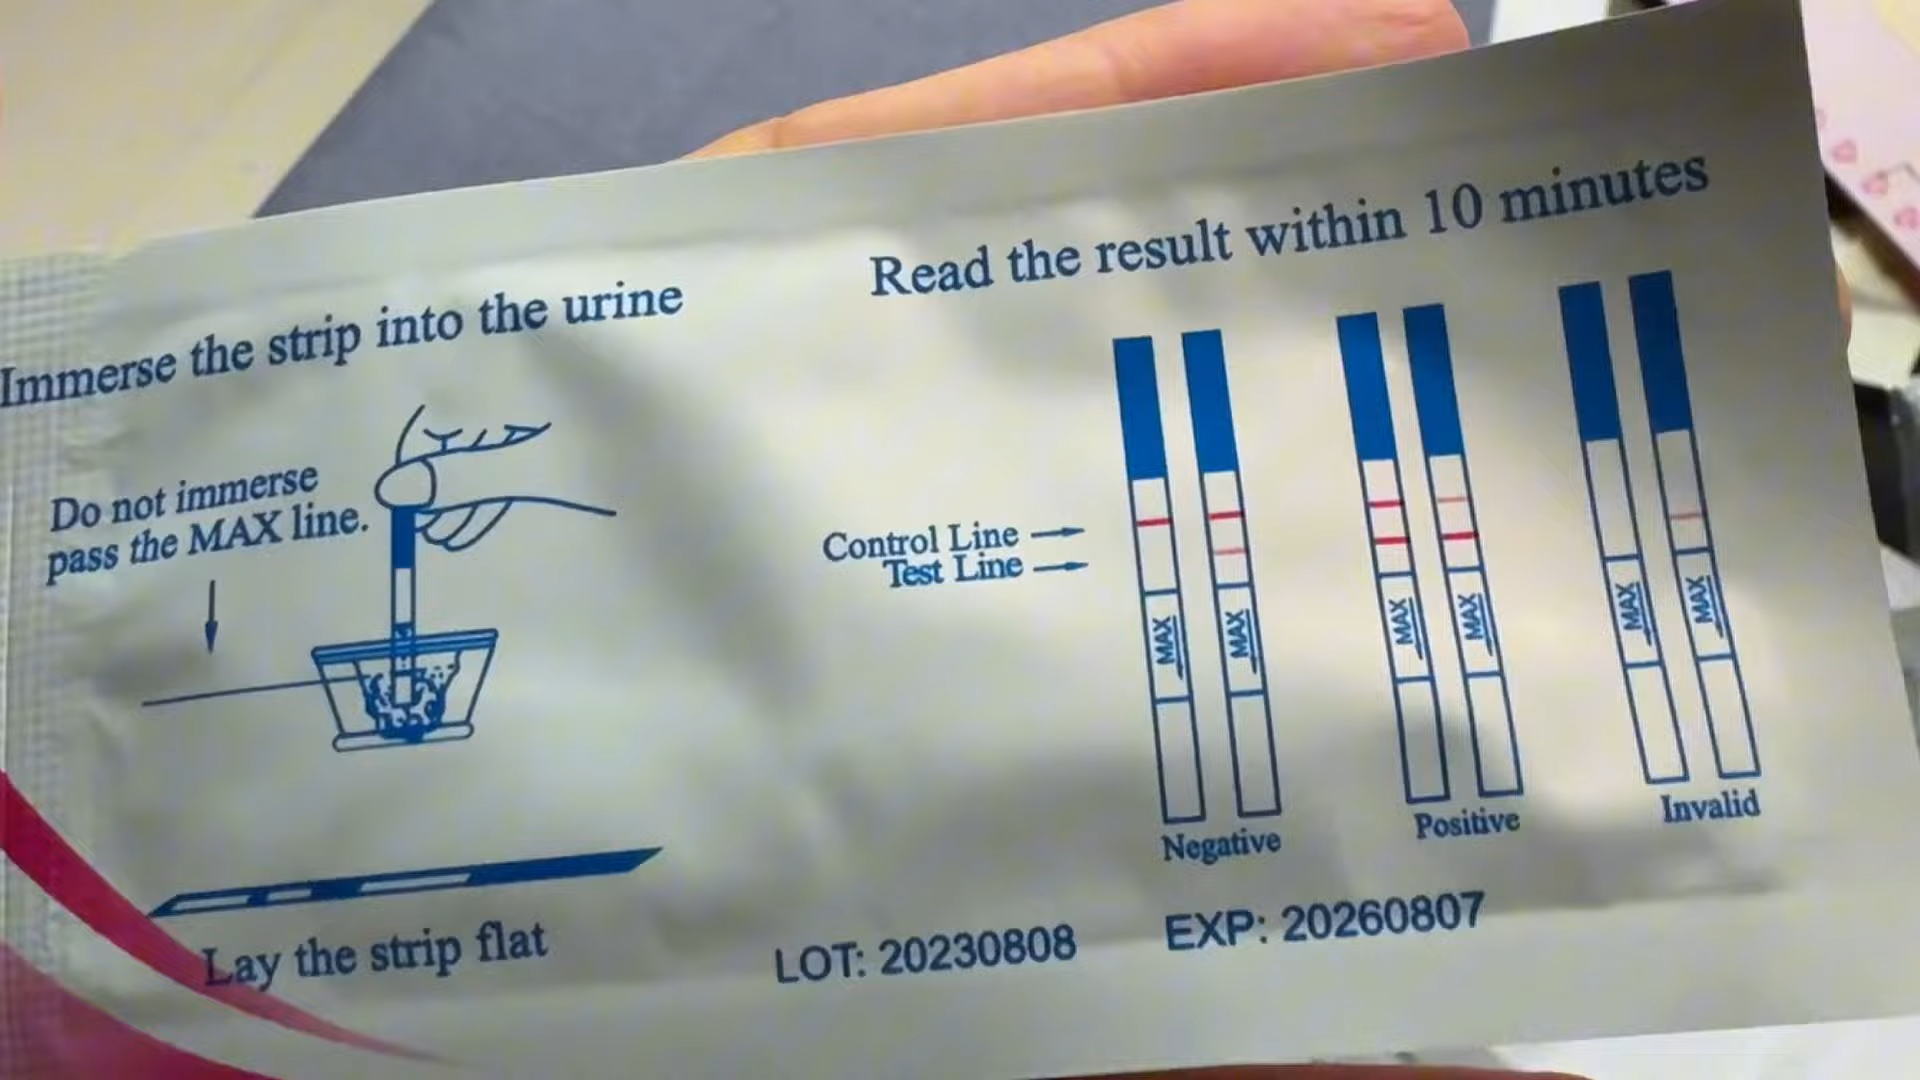 Immerse the strip into the urine
Do not immerse
pass the MAX line.
Lay the strip flat
Read the result within 10 minutes
Control Line
Test Line
MAX
MAX
MAX
MAX
MAX
MAX
Negative
Positive
Invalid
LOT: 20230808
EXP: 20260807